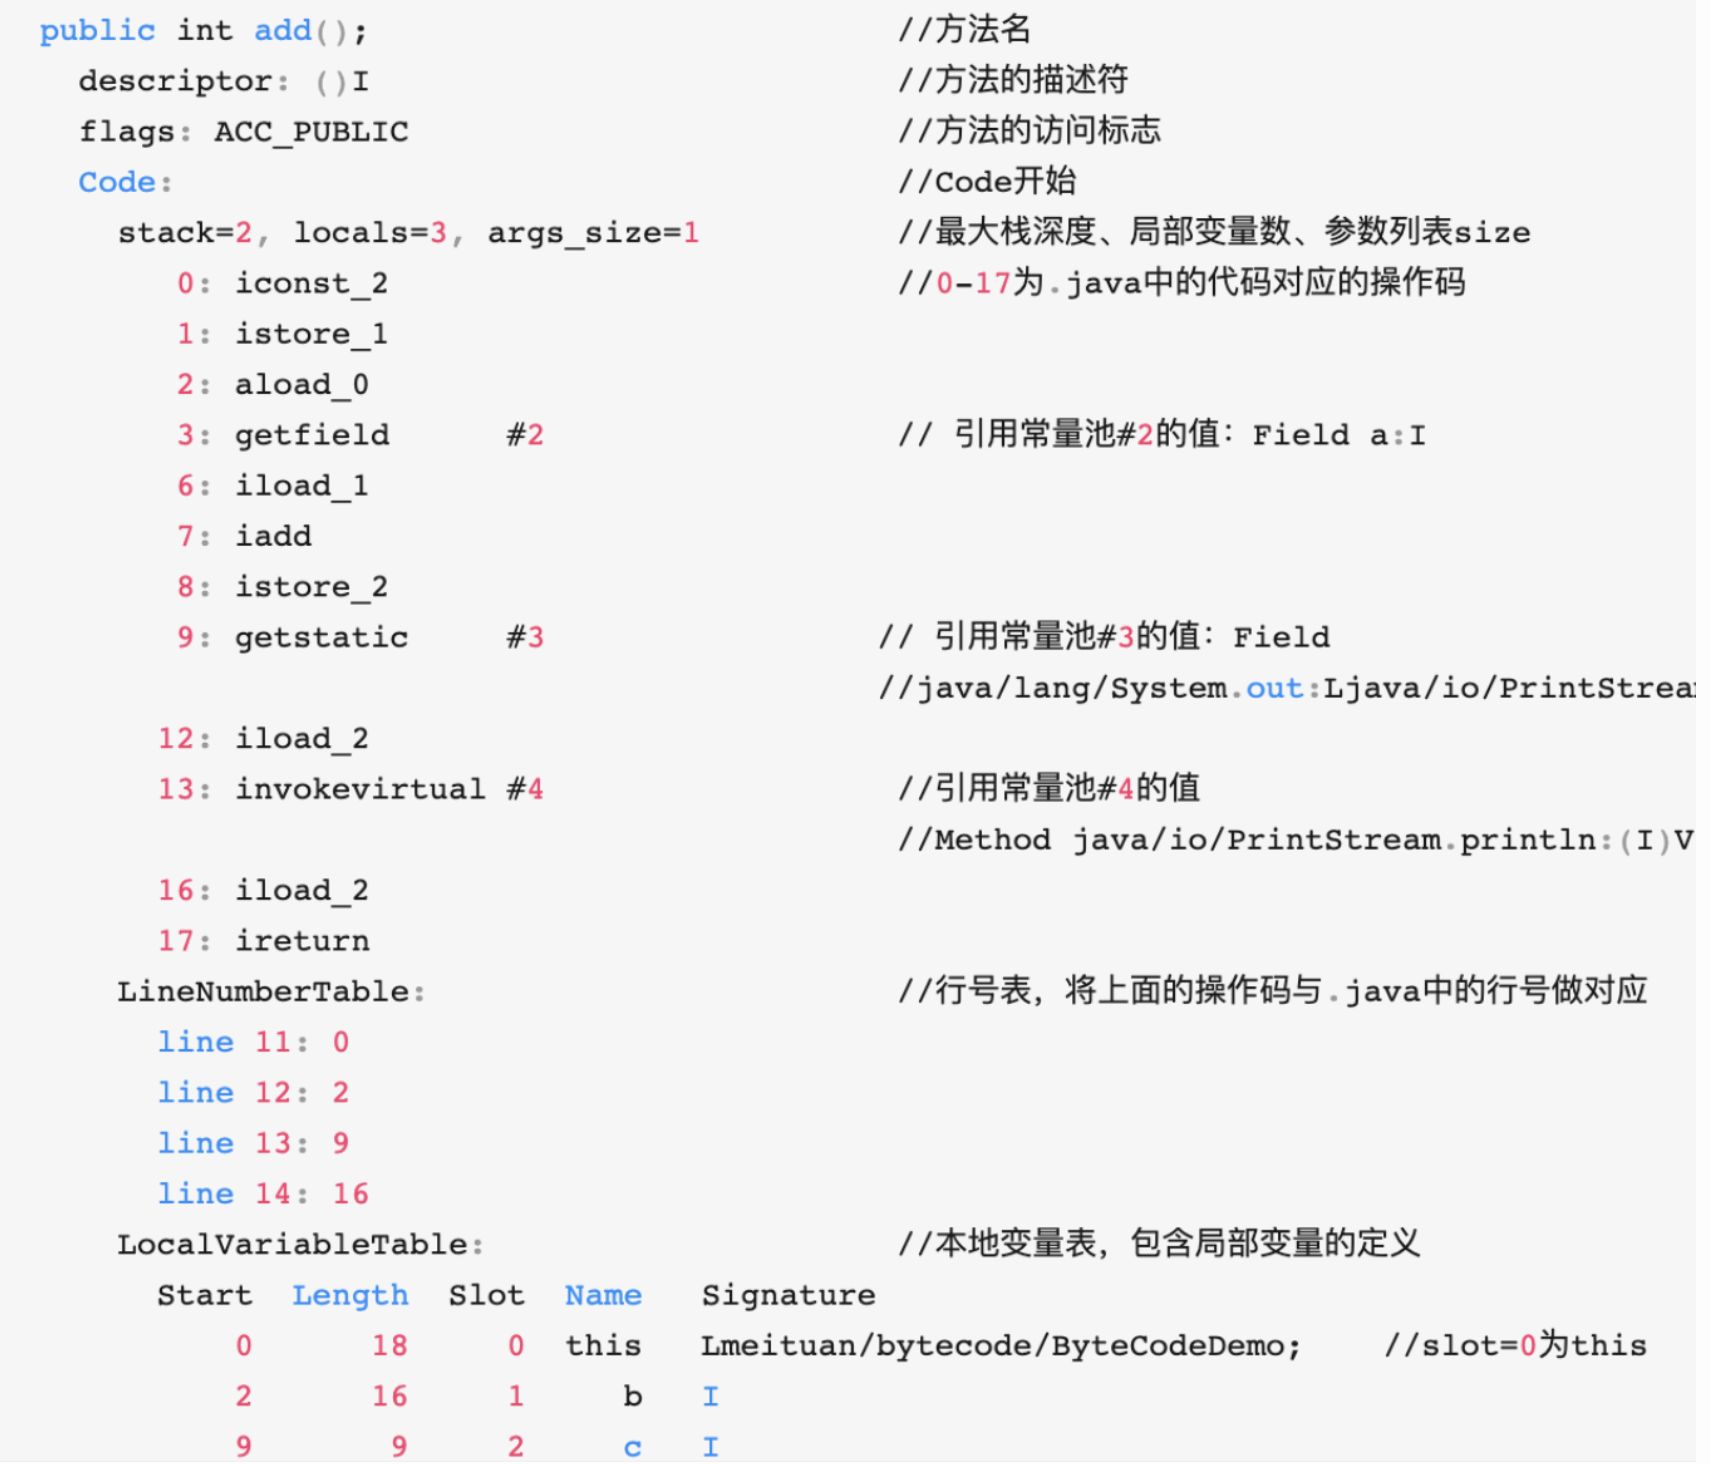 public int add();                            //方法名
  descriptor: ()I                            //方法的描述符
  flags: ACC_PUBLIC                          //方法的访问标志
  Code:                                      //Code开始
    stack=2, locals=3, args_size=1           //最大栈深度、局部变量数、参数列表size
       0: iconst_2                           //0-17为.java中的代码对应的操作码
       1: istore_1
       2: aload_0
       3: getfield      #2                   // 引用常量池#2的值：Field a:I
       6: iload_1
       7: iadd
       8: istore_2
       9: getstatic     #3                  // 引用常量池#3的值：Field
                                            //java/lang/System.out:Ljava/io/PrintStrea
      12: iload_2
      13: invokevirtual #4                   //引用常量池#4的值
                                             //Method java/io/PrintStream.println:(I)V
      16: iload_2
      17: ireturn
    LineNumberTable:                         //行号表，将上面的操作码与.java中的行号做对应
      line 11: 0
      line 12: 2
      line 13: 9
      line 14: 16
    LocalVariableTable:                      //本地变量表，包含局部变量的定义
      Start  Length  Slot  Name   Signature
          0      18     0  this   Lmeituan/bytecode/ByteCodeDemo;    //slot=0为this
          2      16     1     b   I
          9       9     2     c   I